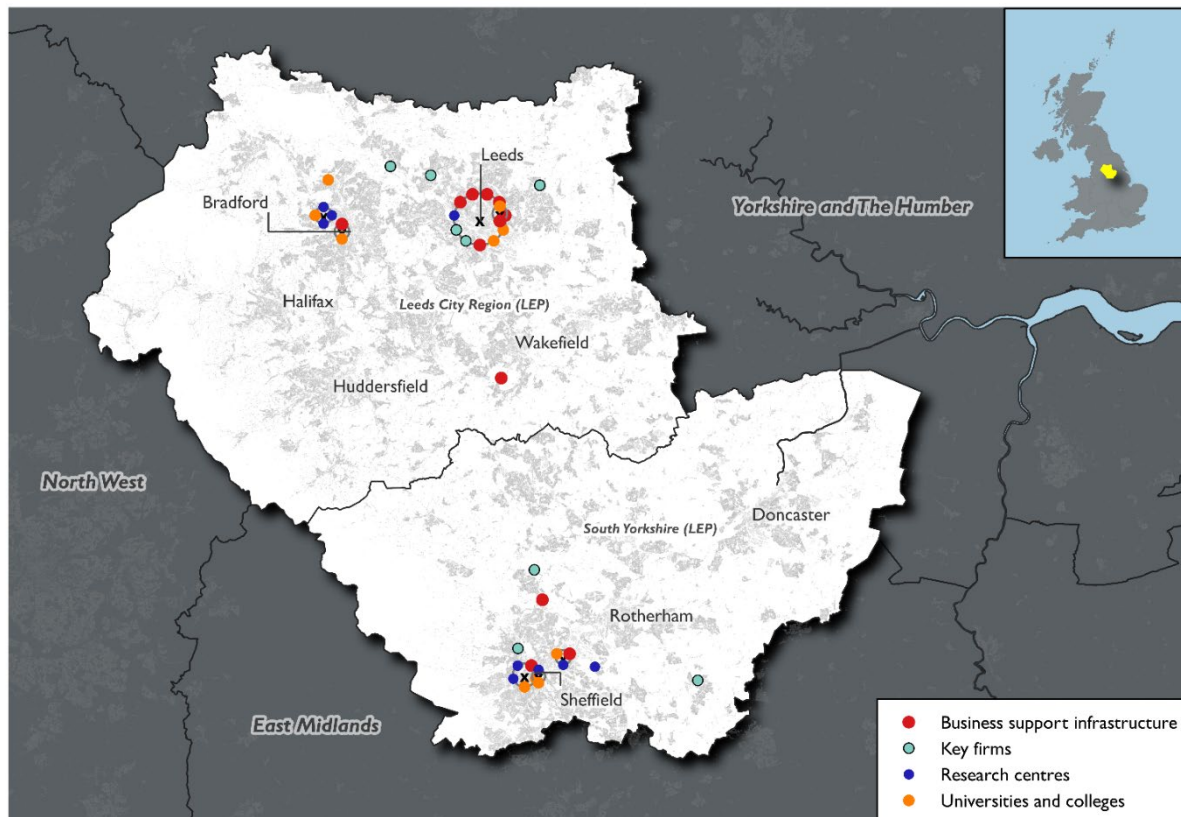 Leeds
Bradford
Yorkshire and The Humber
Halifax
Leeds City Region (LEP)
Wakefield
Huddersfield
North West
Doncaster
South Yorkshire (LEP)
Rotherham
Sheffield
East Midlands
Business support infrastructure
Key firms
Research centres
Universities and colleges